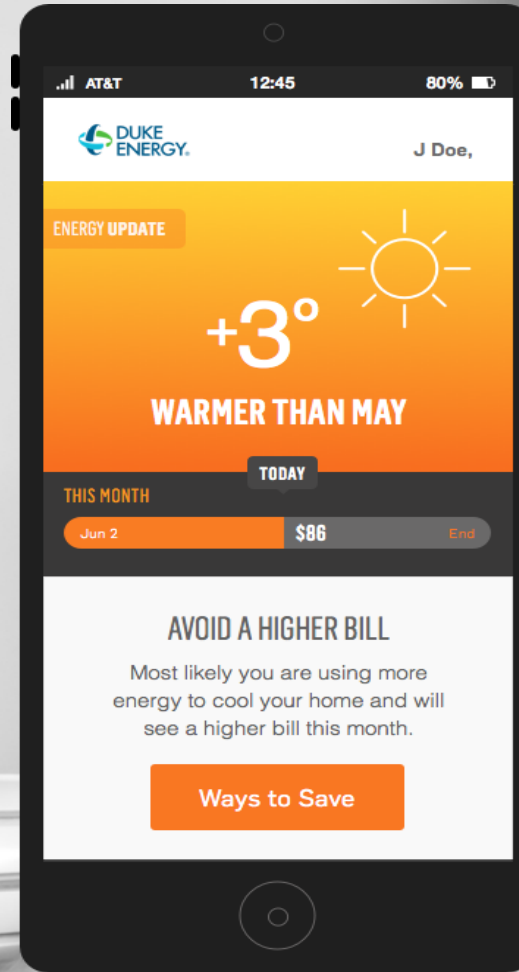 AT&T 12:45 80%
DUKE
ENERGY.
J Doe,
ENERGY UPDATE
+3°
WARMER THAN MAY
TODAY
THIS MONTH
Jun 2 $86 End
AVOID A HIGHER BILL
Most likely you are using more
energy to cool your home and will
see a higher bill this month.
Ways to Save